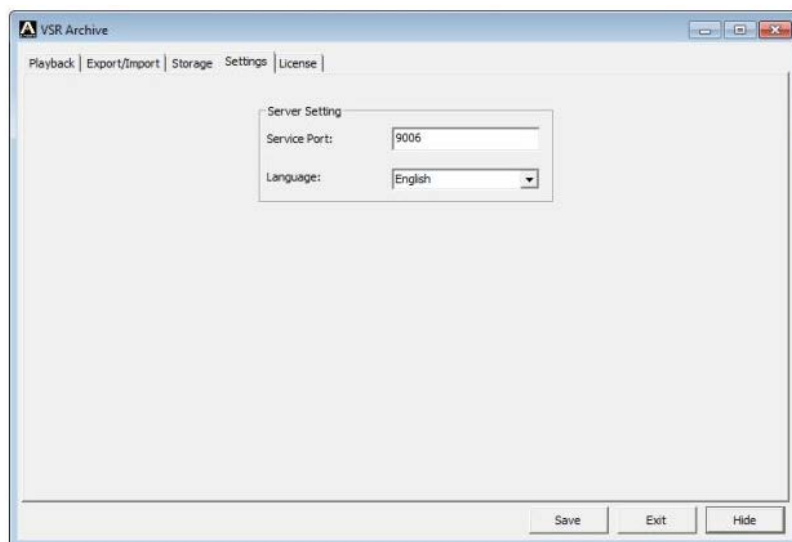 VSR Archive
Playback Export/Import Storage Settings License
Server Setting
Service Port: 9006
Language: English
Save Exit Hide